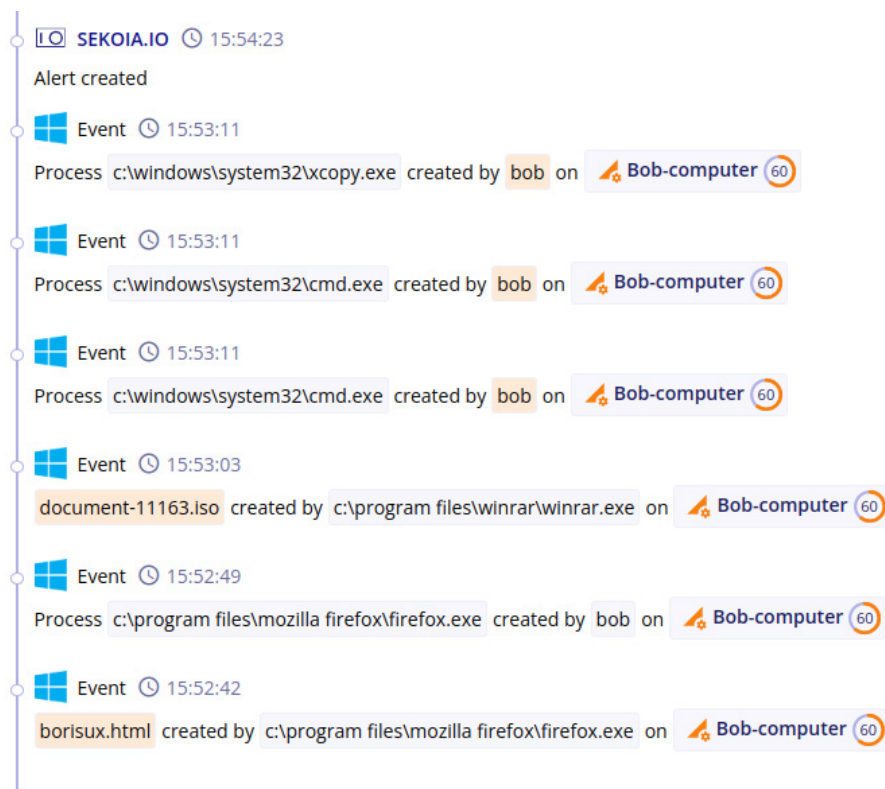 IO SEKOIA.IO 15:54:23
Alert created
Event 15:53:11
Process c:\windows\system32\xcopy.exe created by bob on Bob-computer 60
Event 15:53:11
Process c:\windows\system32\cmd.exe created by bob on Bob-computer 60
Event 15:53:11
Process c:\windows\system32\cmd.exe created by bob on Bob-computer 60
Event 15:53:03
document-11163.iso created by c:\program files\winrar\winrar.exe on Bob-computer 60
Event 15:52:49
Process c:\program files\mozilla firefox\firefox.exe created by bob on Bob-computer 60
Event 15:52:42
borisux.html created by c:\program files\mozilla firefox\firefox.exe on Bob-computer 60